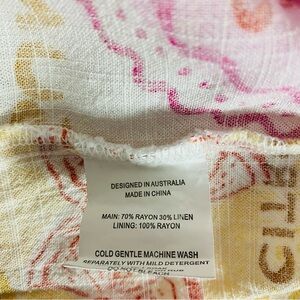 DESIGNED IN AUSTRALIA
MADE IN CHINA
MAIN: 70% RAYON 30% LINEN
LINING: 100% RAYON
COLD GENTLE MACHINE WASH
SEPARATELY WITH MILD DETERGENT